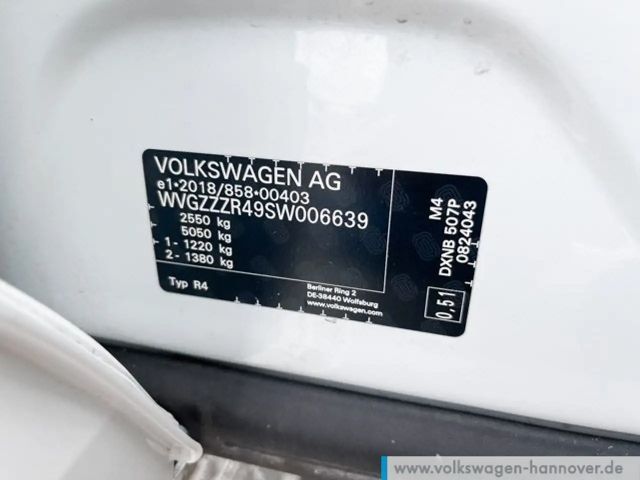 VOLKSWAGEN AG
e1*2018/858*00403
WVGZZZR49SW006639
2550 kg
5050 kg
1 - 1220 kg
2 - 1380 kg
Typ R4
Berliner Ring 2
DE-38440 Wolfsburg
www.volkswagen.com
M4
DXNB 507P
0824043
0,51
www.volkswagen-hannover.de